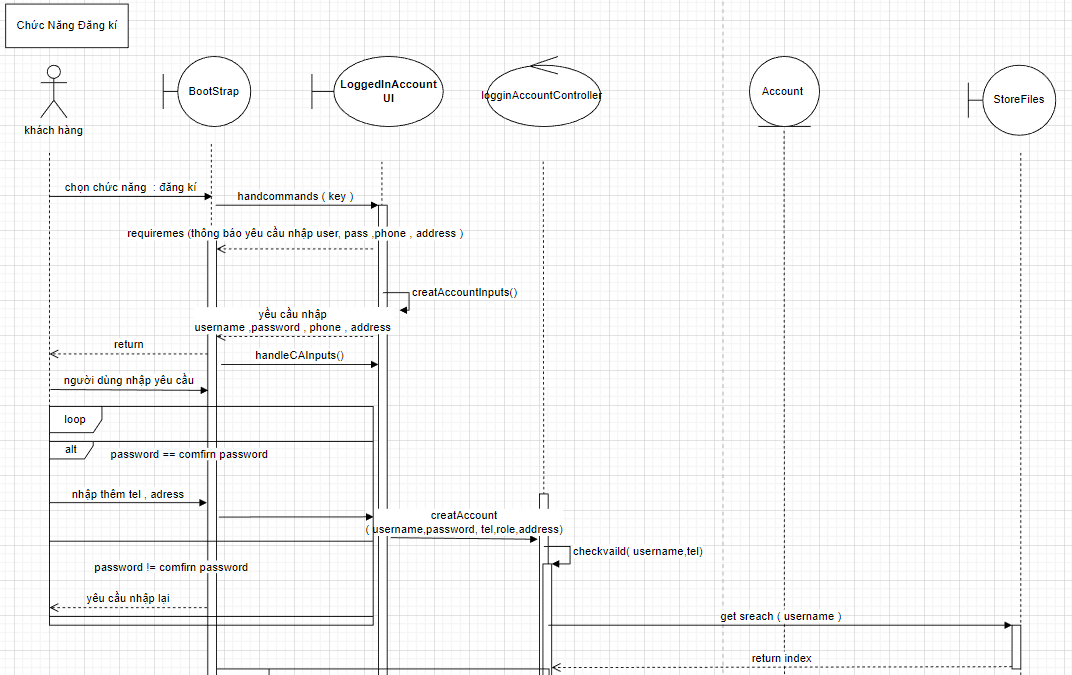 Chức Năng Đăng kí
khách hàng
BootStrap
LoggedInAccount
UI
logginAccountController
Account
StoreFiles
chọn chức năng : đăng kí
handcommands ( key )
requiremes (thông báo yêu cầu nhập user, pass ,phone , address )
creatAccountInputs()
yều cầu nhập
username ,password , phone , address
return
handleCAInputs()
người dùng nhập yêu cầu
loop
alt
password == comfirn password
nhập thêm tel , adress
creatAccount
( username,password, tel,role,address)
checkvaild( username,tel)
password != comfirn password
yêu cầu nhập lại
get sreach ( username )
return index